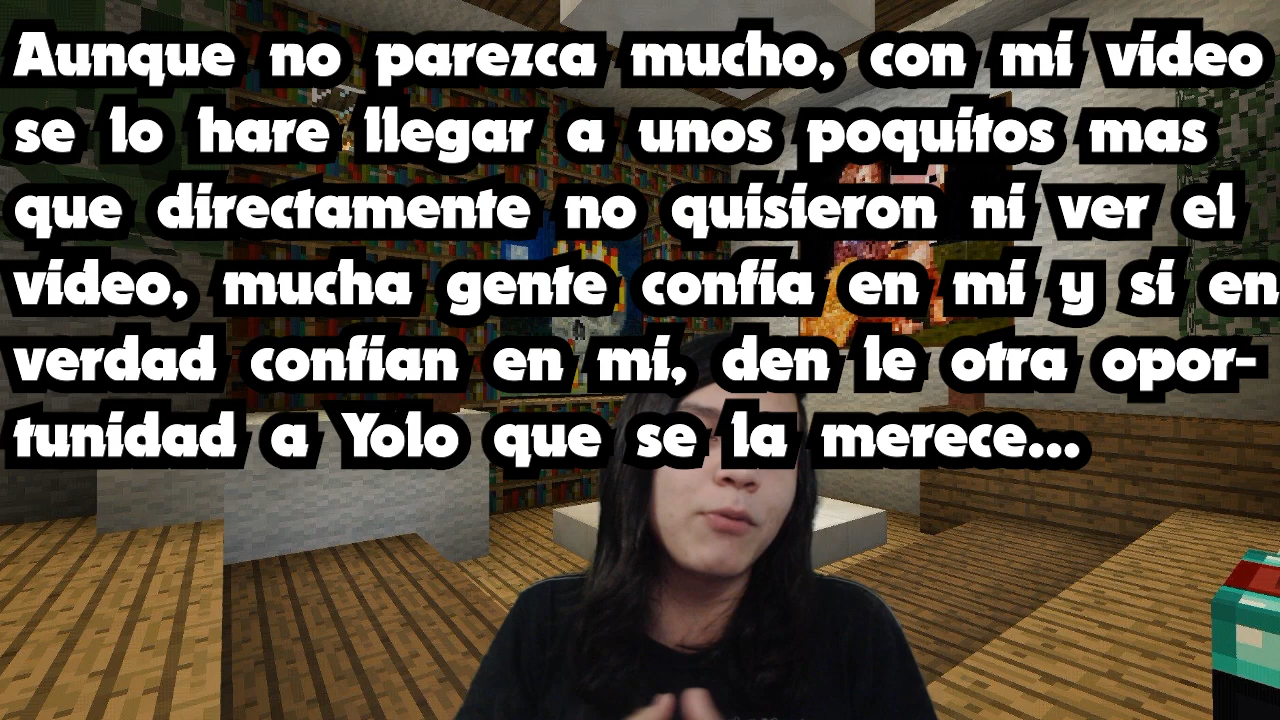 Aunque no parezca mucho, con mi video
se lo hare llegar a unos poquitos mas
que directamente no quisieron ni ver el
video, mucha gente confia en mi y si en
verdad confian en mi, den le otra opor-
tunidad a Yolo que se la merece...